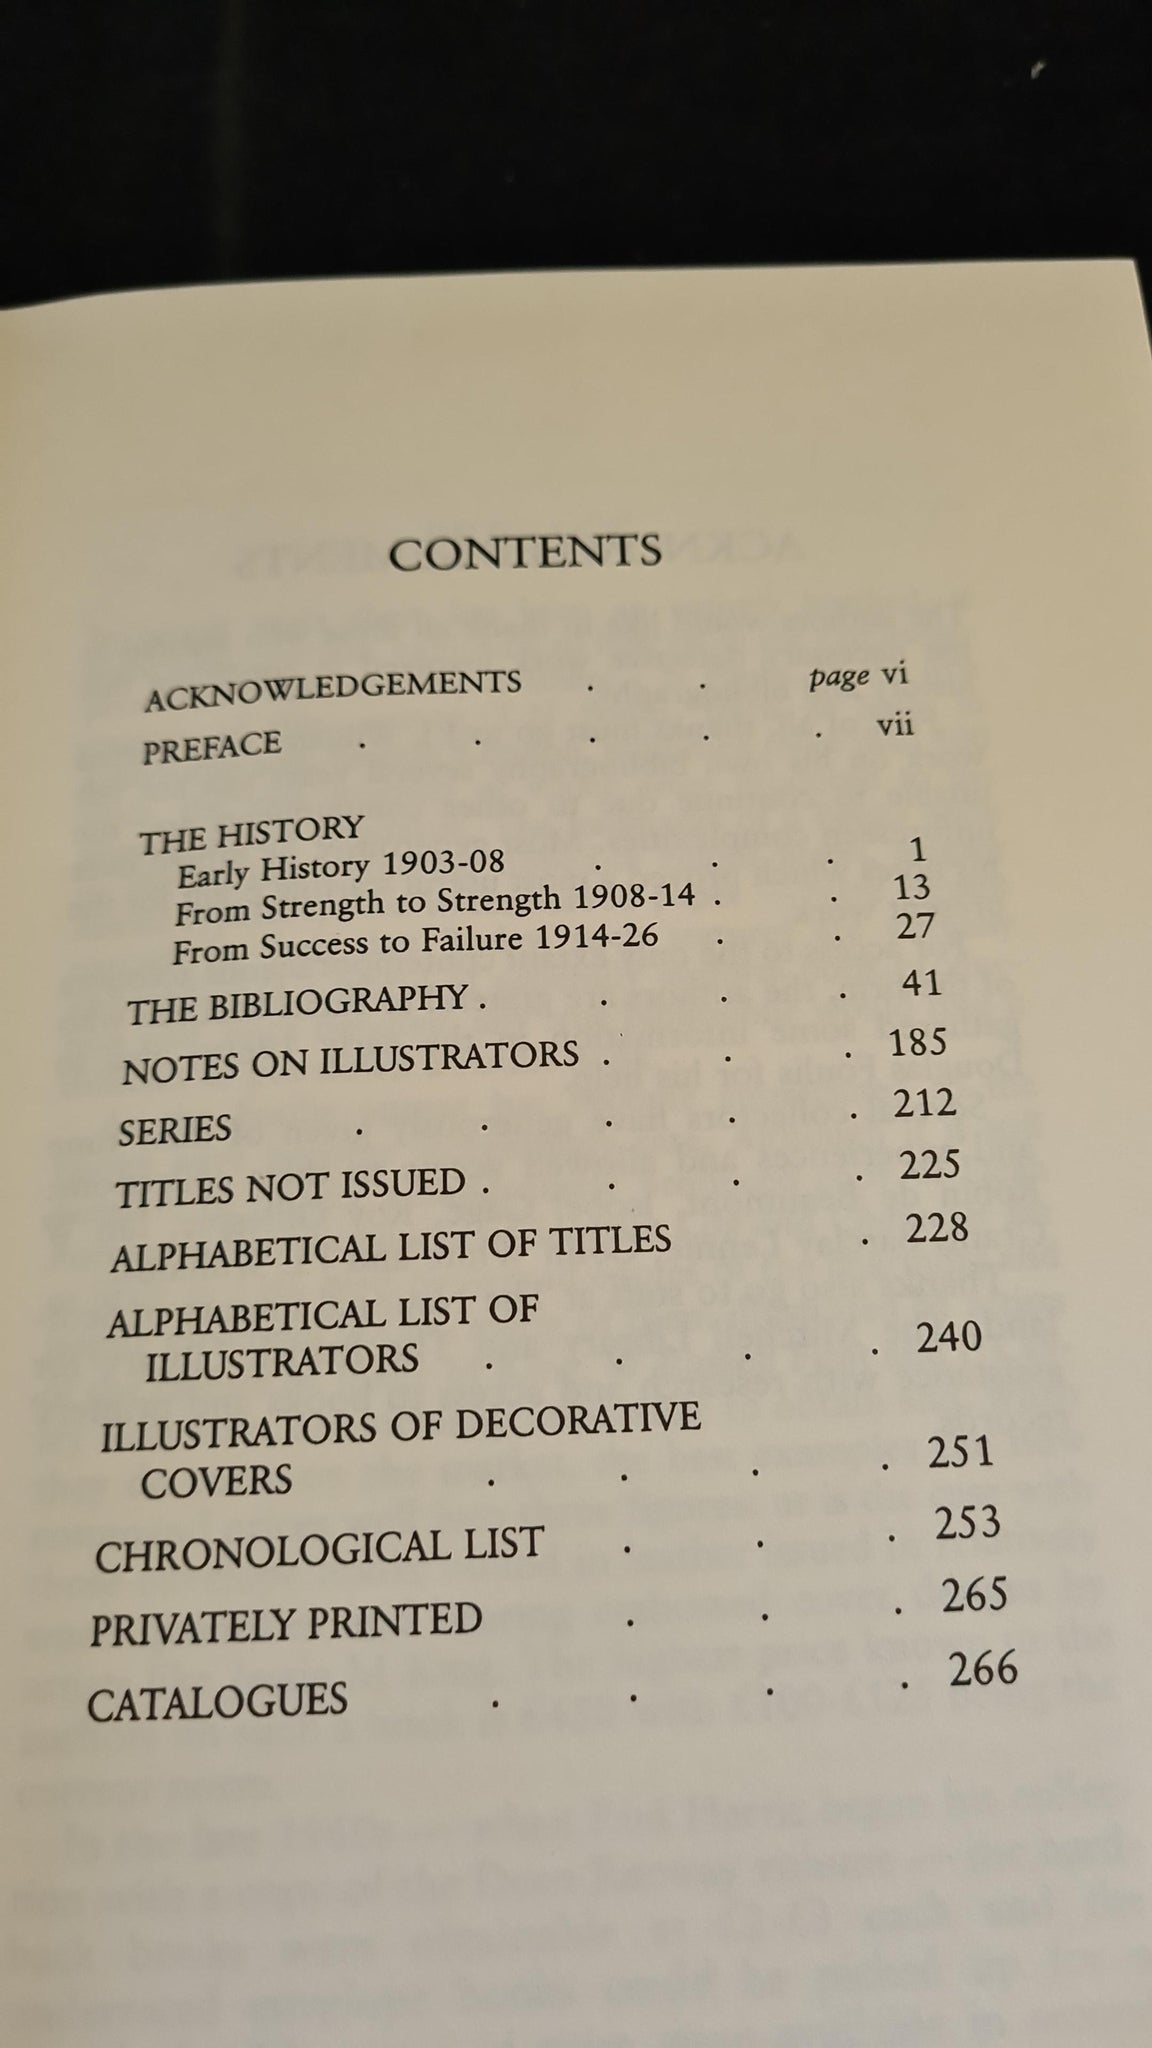 CONTENTS
ACKNOWLEDGEMENTS . . page vi
PREFACE . . . . . vii
THE HISTORY
Early History 1903-08 . . . 1
From Strength to Strength 1908-14 . . 13
From Success to Failure 1914-26 . . 27
THE BIBLIOGRAPHY . . . . 41
NOTES ON ILLUSTRATORS . . . 185
SERIES . . . . . 212
TITLES NOT ISSUED . . . . 225
ALPHABETICAL LIST OF TITLES . 228
ALPHABETICAL LIST OF
ILLUSTRATORS . . . . 240
ILLUSTRATORS OF DECORATIVE
COVERS . . . . 251
CHRONOLOGICAL LIST . . . 253
PRIVATELY PRINTED . . . 265
CATALOGUES . . . . 266